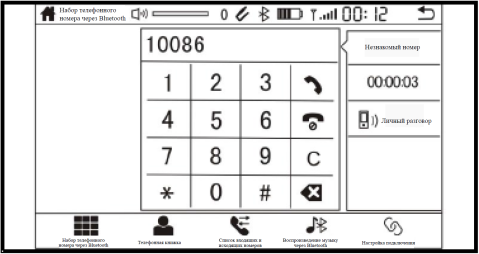 Набор телефонного
номера через Bluetooth
0
00:12
10086
Незнакомый номер
1 2 3
00:00:03
4 5 6
Личный разговор
7 8 9 C
* 0 #
Набор телефонного
номера через Bluetooth
Телефонная книжка
Список входящих и
исходящих номеров
Воспроизведение музыку
через Bluetooth
Настройка подключения